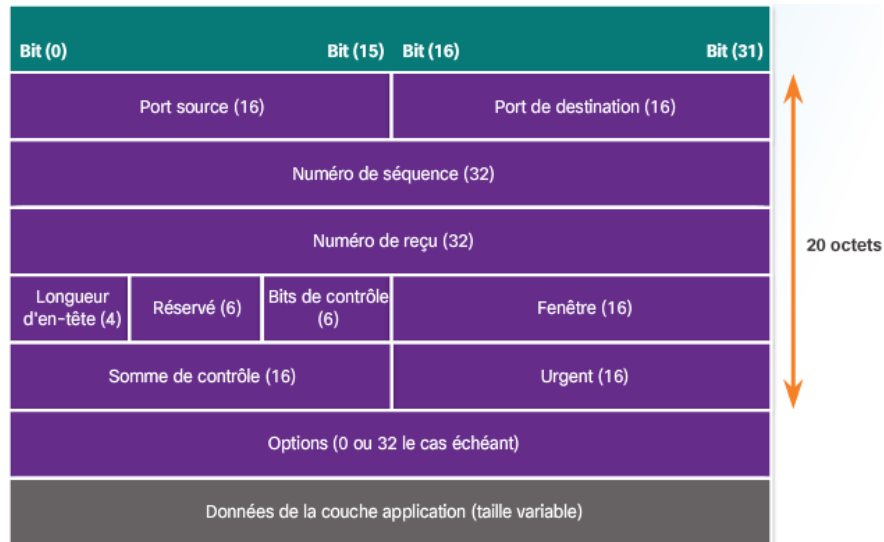 Bit (0) Bit (15) Bit (16) Bit (31)
Port source (16) Port de destination (16)
Numéro de séquence (32)
Numéro de reçu (32)
20 octets
Longueur
d'en-tête (4)
Réservé (6)
Bits de contrôle
(6)
Fenêtre (16)
Somme de contrôle (16) Urgent (16)
Options (0 ou 32 le cas échéant)
Données de la couche application (taille variable)